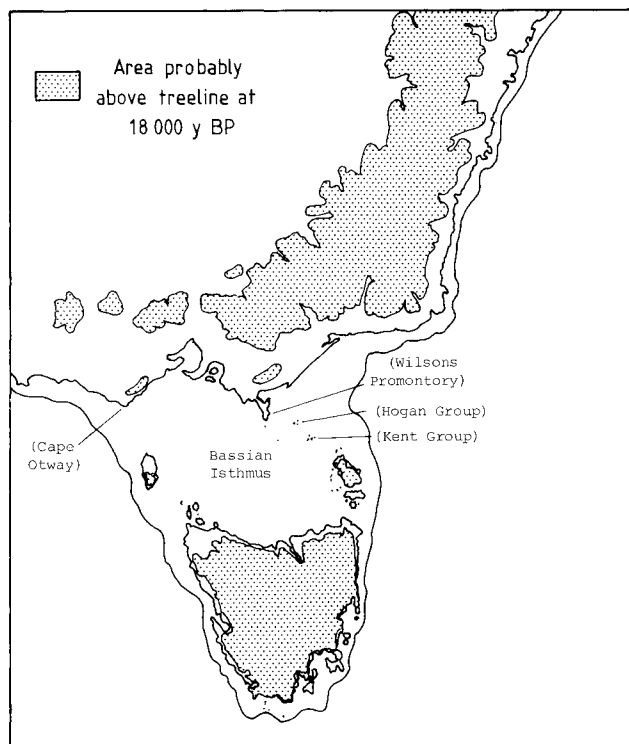 Area probably
above treeline at
18 000 y BP
(Wilsons
Promontory)
(Hogan Group)
(Kent Group)
(Cape
Otway)
Bassian
Isthmus